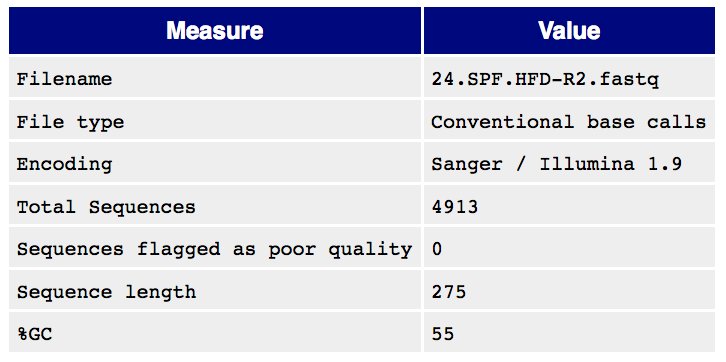 Measure Value
Filename 24.SPF.HFD-R2.fastq
File type Conventional base calls
Encoding Sanger / Illumina 1.9
Total Sequences 4913
Sequences flagged as poor quality 0
Sequence length 275
%GC 55